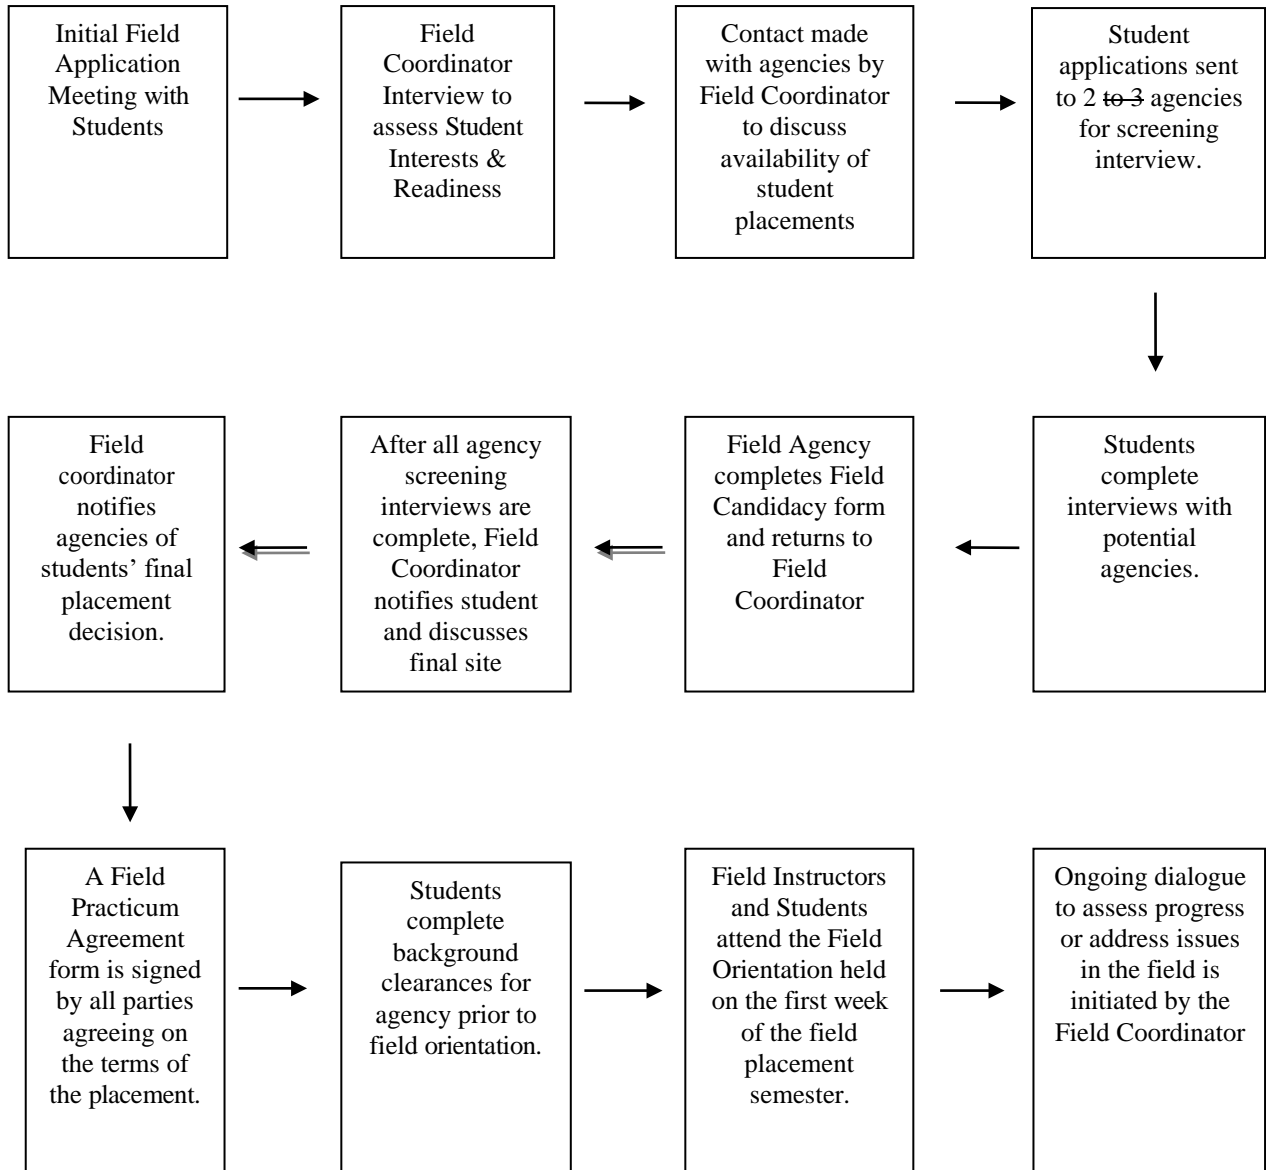 Initial Field
Application
Meeting with
Students
Field
Coordinator
Interview to
assess Student
Interests &
Readiness
Contact made
with agencies by
Field Coordinator
to discuss
availability of
student
placements
Student
applications sent
to 2 to 3 agencies
for screening
interview.
Students
complete
interviews with
potential
agencies.
Field Agency
completes Field
Candidacy form
and returns to
Field
Coordinator
After all agency
screening
interviews are
complete, Field
Coordinator
notifies student
and discusses
final site
Field
coordinator
notifies
agencies of
students’ final
placement
decision.
A Field
Practicum
Agreement
form is signed
by all parties
agreeing on
the terms of
the placement.
Students
complete
background
clearances for
agency prior to
field orientation.
Field Instructors
and Students
attend the Field
Orientation held
on the first week
of the field
placement
semester.
Ongoing dialogue
to assess progress
or address issues
in the field is
initiated by the
Field Coordinator